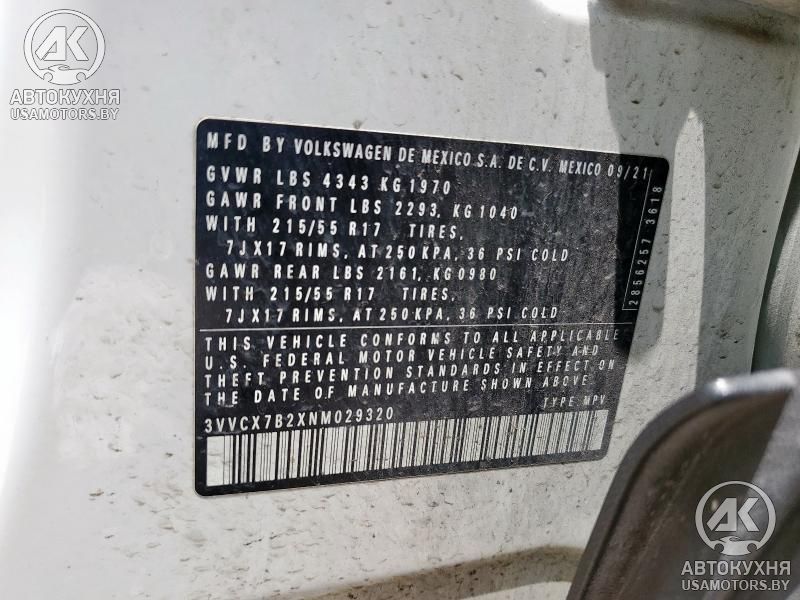 AK
АВТОКУХНЯ
USAMOTORS.BY
MFD BY VOLKSWAGEN DE MEXICO S.A. DE C.V. MEXICO 09/21
GVWR LBS 4343 KG 1970
GAWR FRONT LBS 2293, KG 1040
WITH 215/55 R17 TIRES,
7JX17 RIMS, AT 250 KPA, 36 PSI COLD
GAWR REAR LBS 2161, KG 0980
WITH 215/55 R17 TIRES,
7JX17 RIMS, AT 250 KPA, 36 PSI COLD
2856257 3618
THIS VEHICLE CONFORMS TO ALL APPLICABLE
U.S. FEDERAL MOTOR VEHICLE SAFETY AND
THEFT PREVENTION STANDARDS IN EFFECT ON
THE DATE OF MANUFACTURE SHOWN ABOVE
3VVCX7B2XNM029320 TYPE MPV
AK
АВТОКУХНЯ
USAMOTORS.BY